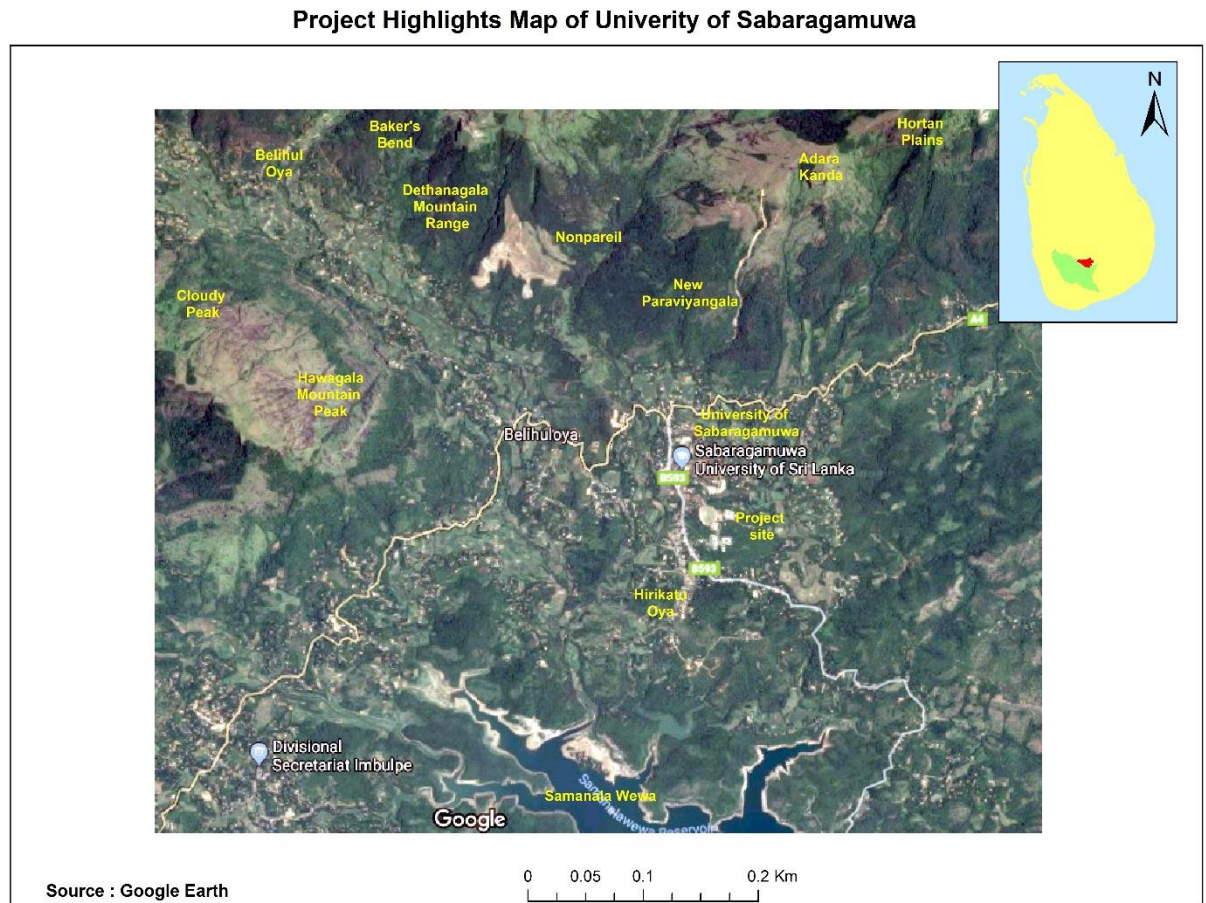 Project Highlights Map of Univerity of Sabaragamuwa
N
Baker's
Bend
Hortan
Plains
Belihul
Oya
Adara
Kanda
Dethanagala
Mountain
Range
Nonpareil
New
Paraviyangala
Cloudy
Peak
A4
Hawagala
Mountain
Peak
University of
Sabaragamuwa
Belihuloya
Sabaragamuwa
University of Sri Lanka
B593
Project
site
B593
Hirikatu
Oya
Divisional
Secretariat Imbulpe
Samanala Wewa
Samanalawewa Reservoir
Google
0 0.05 0.1 0.2 Km
Source : Google Earth